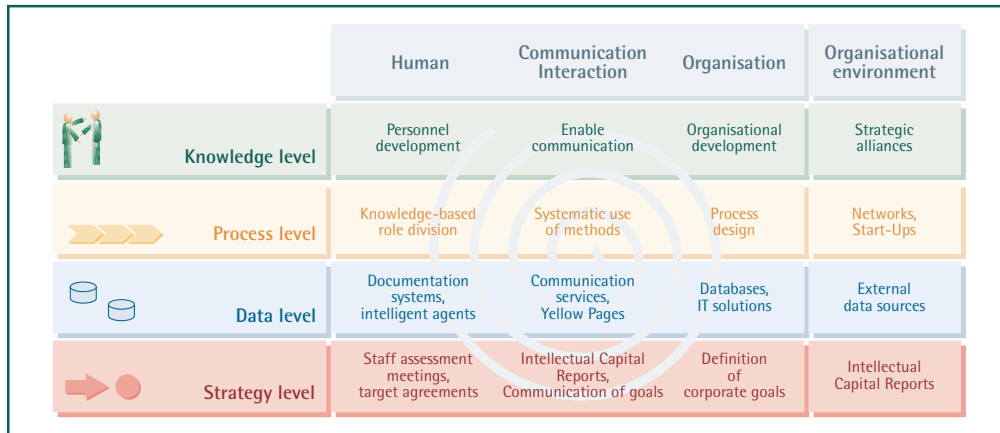 Human
Communication
Interaction
Organisation
Organisational
environment
Knowledge level
Personnel
development
Enable
communication
Organisational
development
Strategic
alliances
Process level
Knowledge-based
role division
Systematic use
of methods
Process
design
Networks,
Start-Ups
Data level
Documentation
systems,
intelligent agents
Communication
services,
Yellow Pages
Databases,
IT solutions
External
data sources
Strategy level
Staff assessment
meetings,
target agreements
Intellectual Capital
Reports,
Communication of goals
Definition
of
corporate goals
Intellectual
Capital Reports